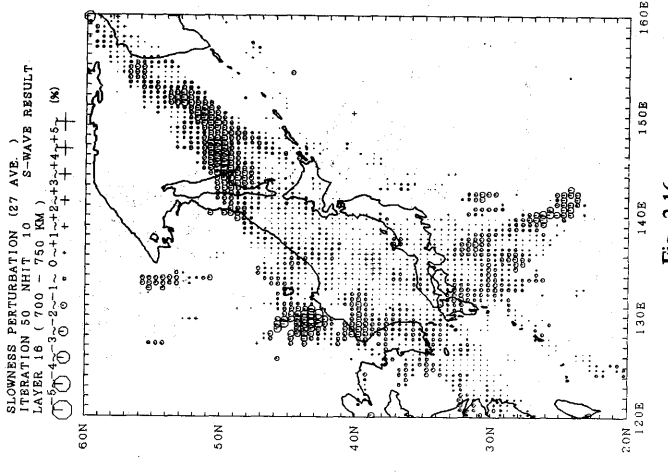 SLOWNESS PERTURBATION (27 AVE.)
ITERATION 50 NHIT 10 S-WAVE RESULT
LAYER 16 ( 700 - 750 KM )
-5~-4~-3~-2~-1~ 0~+1~+2~+3~+4~+5~ (%)
60N
50N
40N
30N
20N
120E
130E
140E
150E
160E